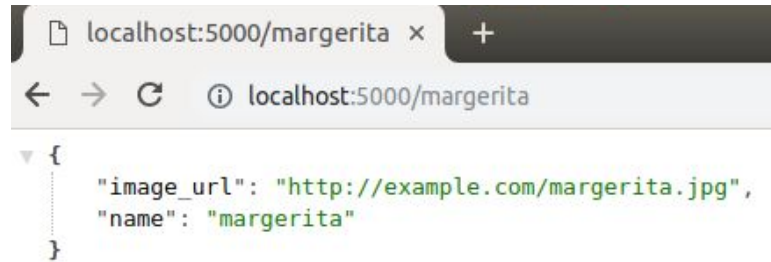 localhost:5000/margerita
localhost:5000/margerita
{
"image_url": "http://example.com/margerita.jpg",
"name": "margerita"
}